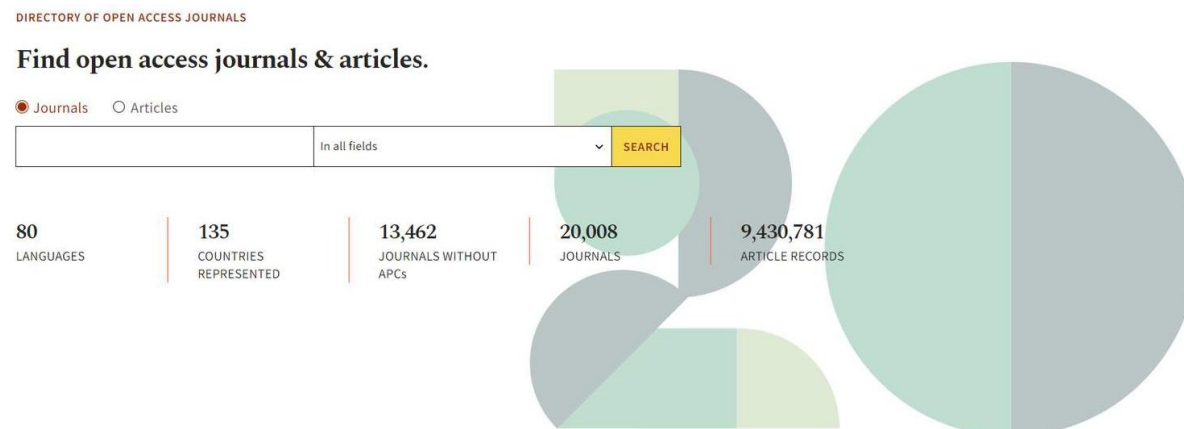 DIRECTORY OF OPEN ACCESS JOURNALS
Find open access journals & articles.
Journals Articles
In all fields SEARCH
80 135 13,462 20,008 9,430,781
LANGUAGES COUNTRIES JOURNALS WITHOUT JOURNALS ARTICLE RECORDS
REPRESENTED APCs
20